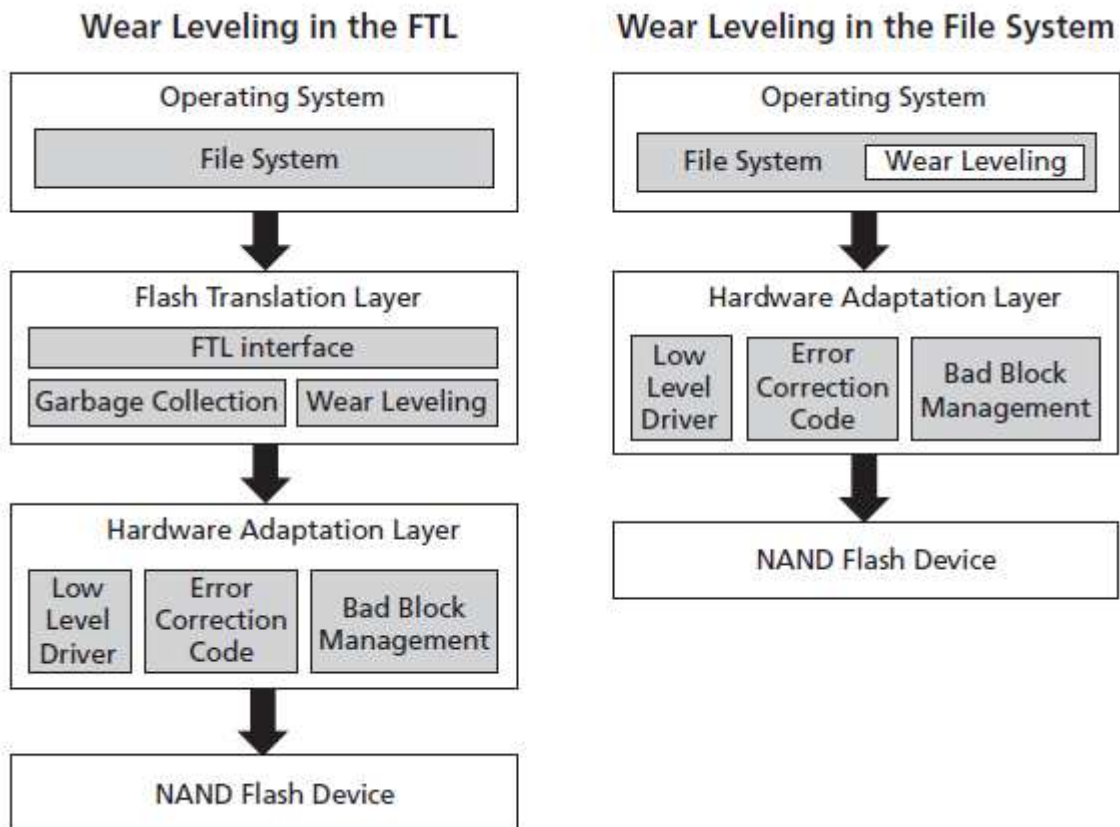 Wear Leveling in the FTL
Operating System
File System
Flash Translation Layer
FTL interface
Garbage Collection
Wear Leveling
Hardware Adaptation Layer
Low
Level
Driver
Error
Correction
Code
Bad Block
Management
NAND Flash Device
Wear Leveling in the File System
Operating System
File System
Wear Leveling
Hardware Adaptation Layer
Low
Level
Driver
Error
Correction
Code
Bad Block
Management
NAND Flash Device